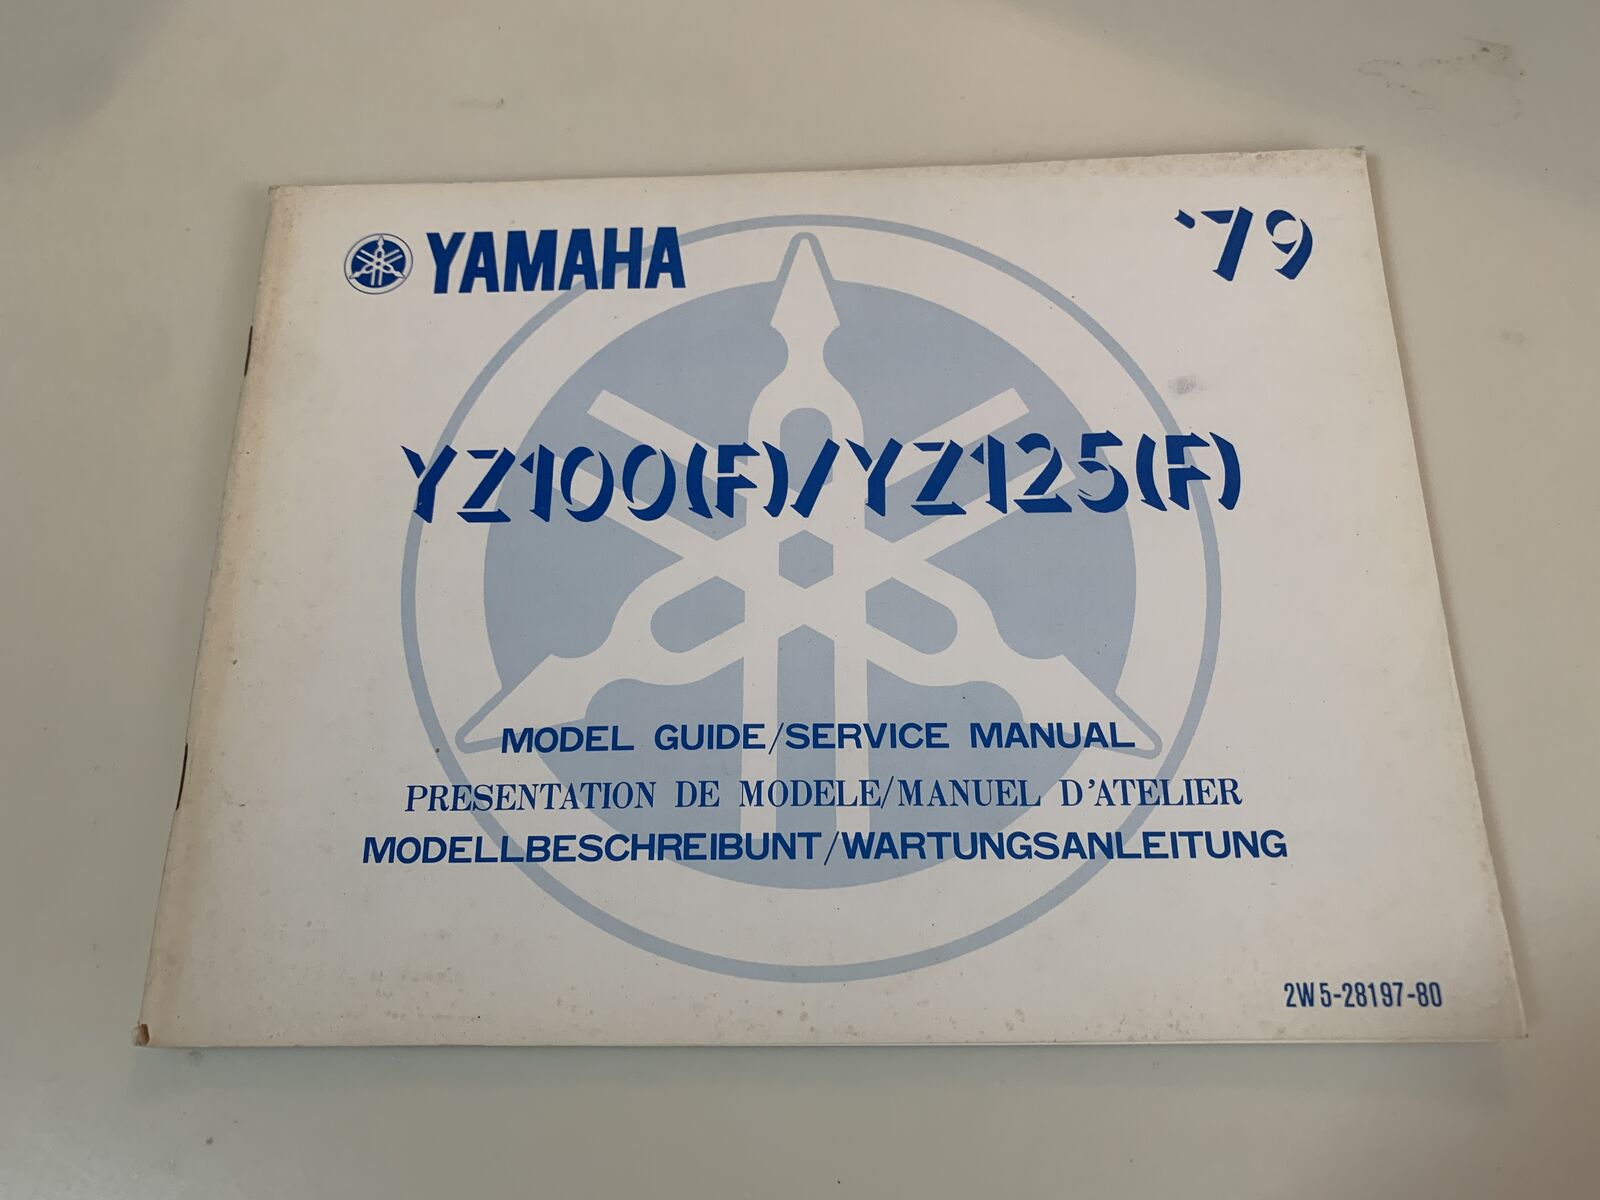 YAMAHA
'79
YZ100(F)/YZ125(F)
MODEL GUIDE/SERVICE MANUAL
PRESENTATION DE MODELE/MANUEL D'ATELIER
MODELLBESCHREIBUNT/WARTUNGSANLEITUNG
2W5-28197-80